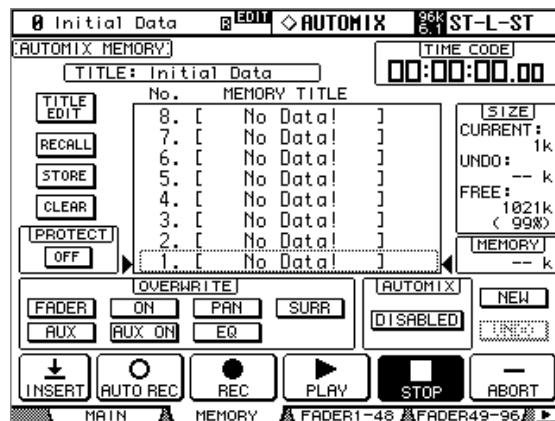 0 Initial Data B EDIT ◇AUTOMIX 96k 6.1 ST-L-ST
AUTOMIX MEMORY
TIME CODE
00:00:00.00
TITLE: Initial Data
No. MEMORY TITLE
8. [ No Data! ]
7. [ No Data! ]
6. [ No Data! ]
5. [ No Data! ]
4. [ No Data! ]
3. [ No Data! ]
2. [ No Data! ]
1. [ No Data! ]
TITLE EDIT
RECALL
STORE
CLEAR
PROTECT
OFF
SIZE
CURRENT:
1k
UNDO:
-- k
FREE:
1021k
( 99%)
MEMORY
-- k
OVERWRITE
FADER ON PAN SURR
AUX AUX ON EQ
AUTOMIX
DISABLED
NEW
UNDO
INSERT AUTO REC REC PLAY STOP ABORT
MAIN MEMORY FADER1-48 FADER49-96